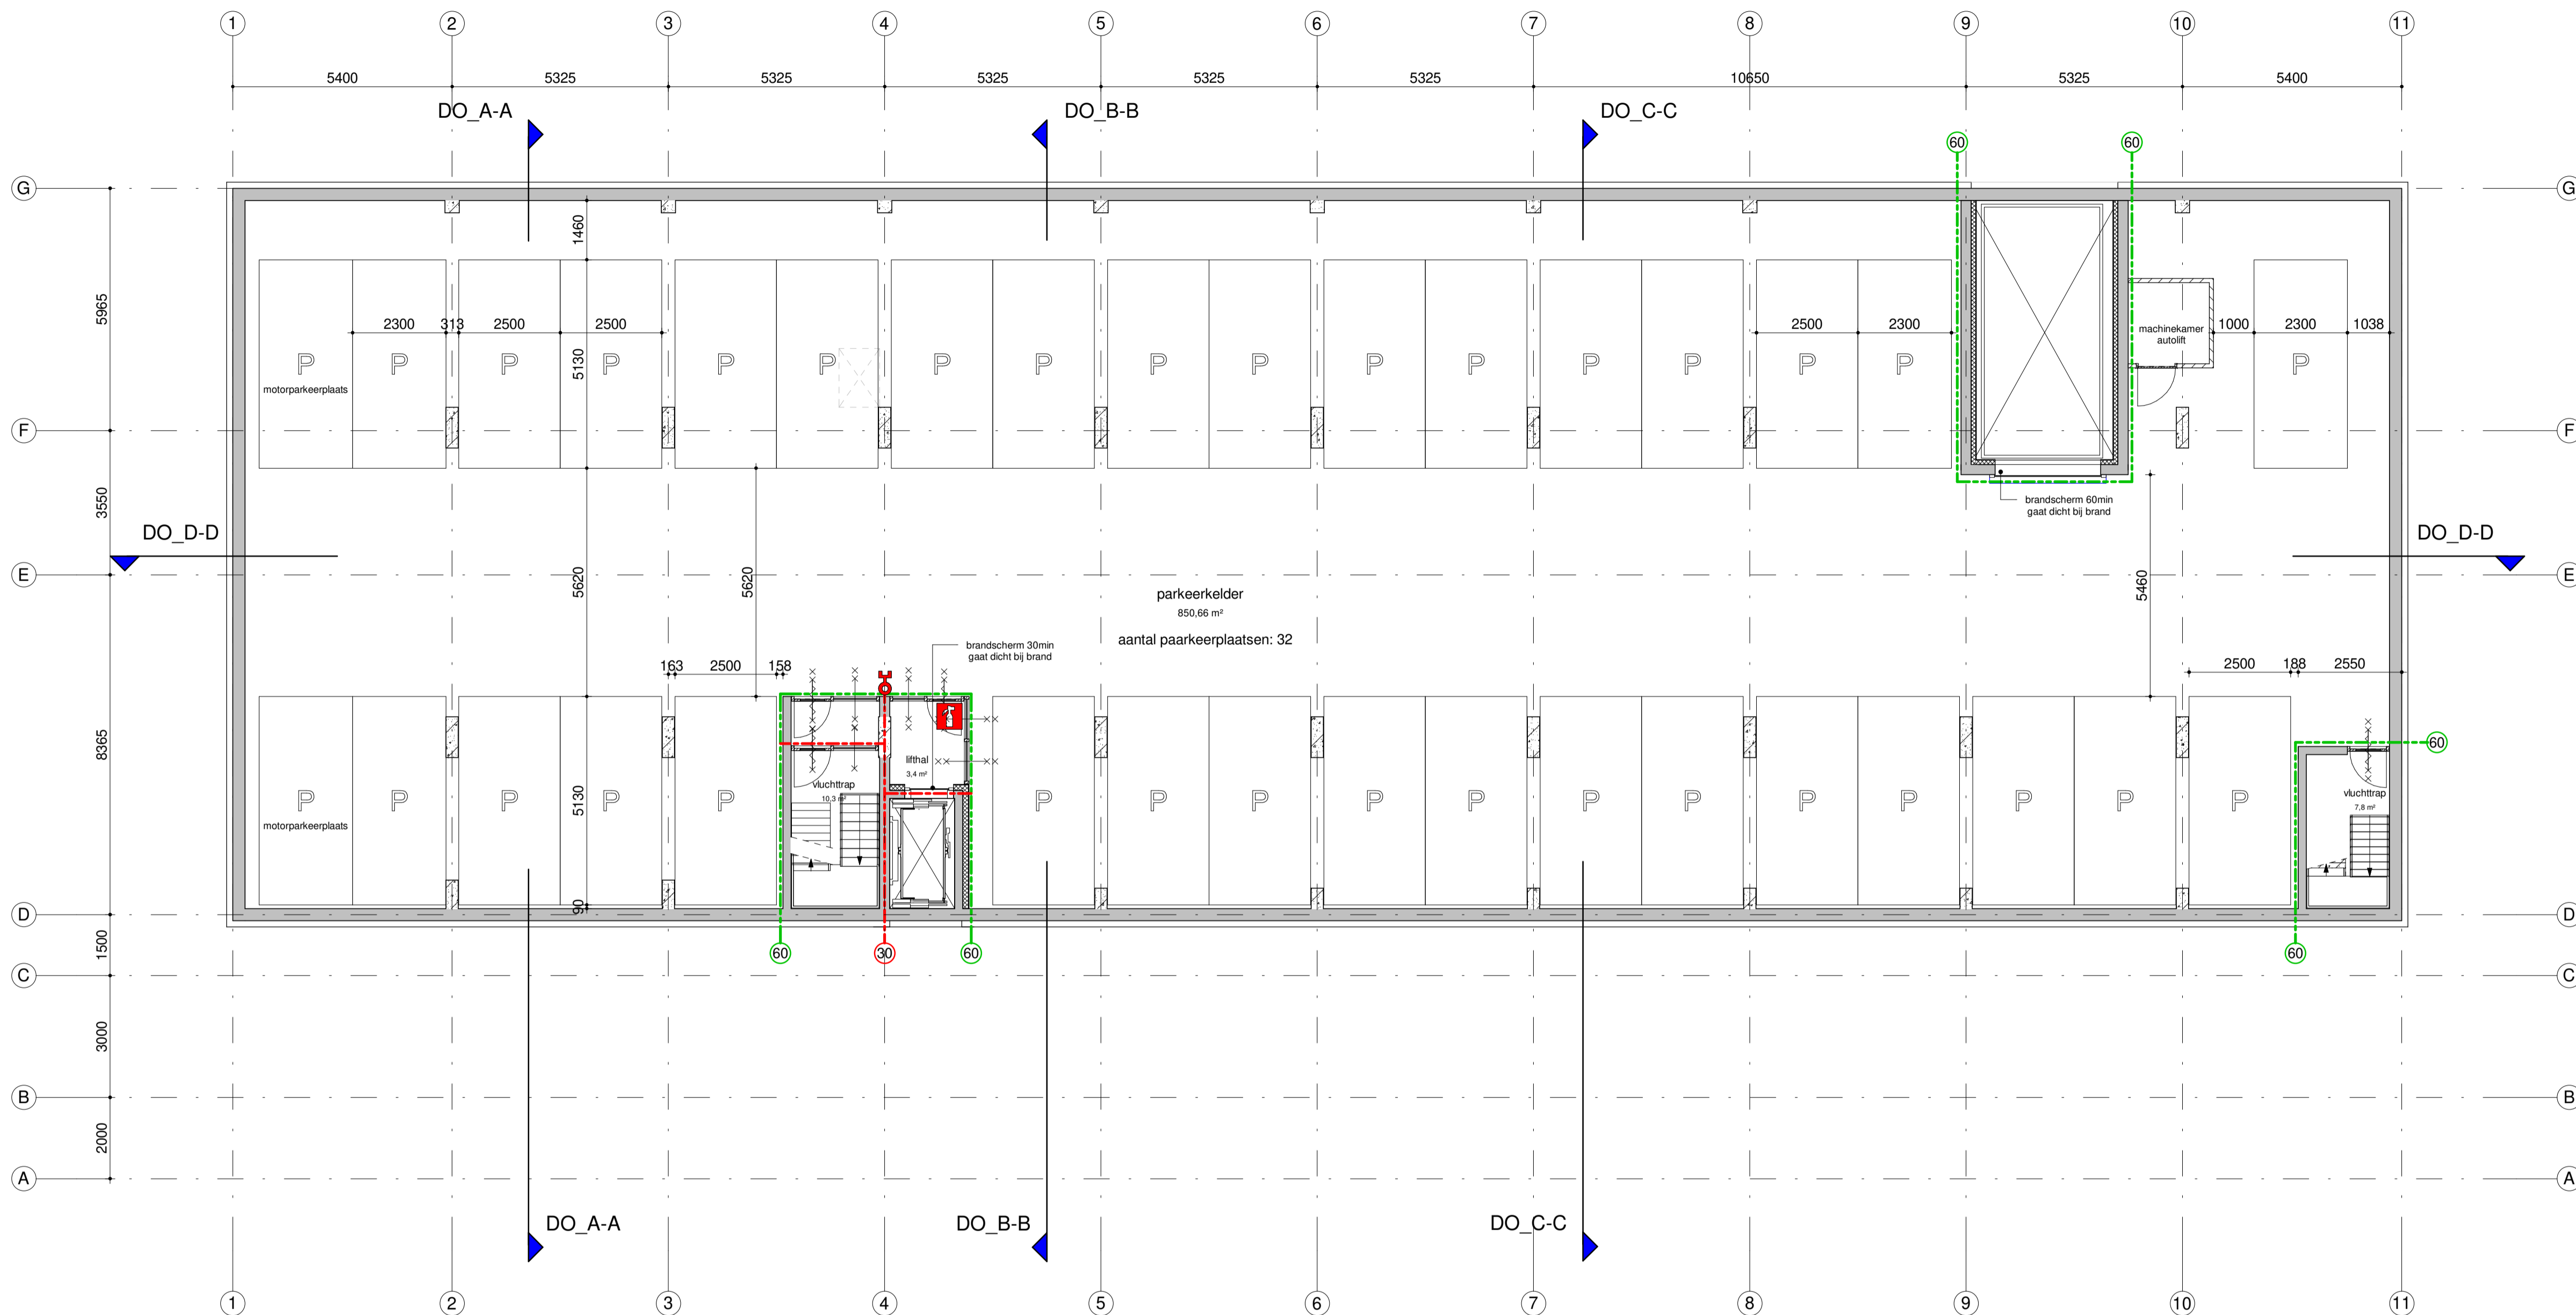 1 2 3 4 5 6 7 8 9 10 11
5400 5325 5325 5325 5325 5325 10650 5325 5400
DO_A-A DO_B-B DO_C-C
60 60
G G
1460
5965
2300 313 2500 2500 2500 2300 1000 2300 1038
machinekamer
autolift
5130
P P P P P P P P P P P P P P P P P
motorparkeerplaats
F F
3550
brandscherm 60min
gaat dicht bij brand
DO_D-D DO_D-D
E E
5620 5620 5460
parkeerkelder
850,66 m²
aantal paarkeerplaatsen: 32
brandscherm 30min
gaat dicht bij brand
163 2500 158 2500 188 2550
60
8365
lifthal
3,4 m²
vluchttrap
10,3 m²
vluchttrap
7,8 m²
5130
P P P P P P P P P P P P P P P P P
motorparkeerplaats
90
D D
1500
60 30 60 60
C C
3000
B B
2000
A A
DO_A-A DO_B-B DO_C-C
1 2 3 4 5 6 7 8 9 10 11